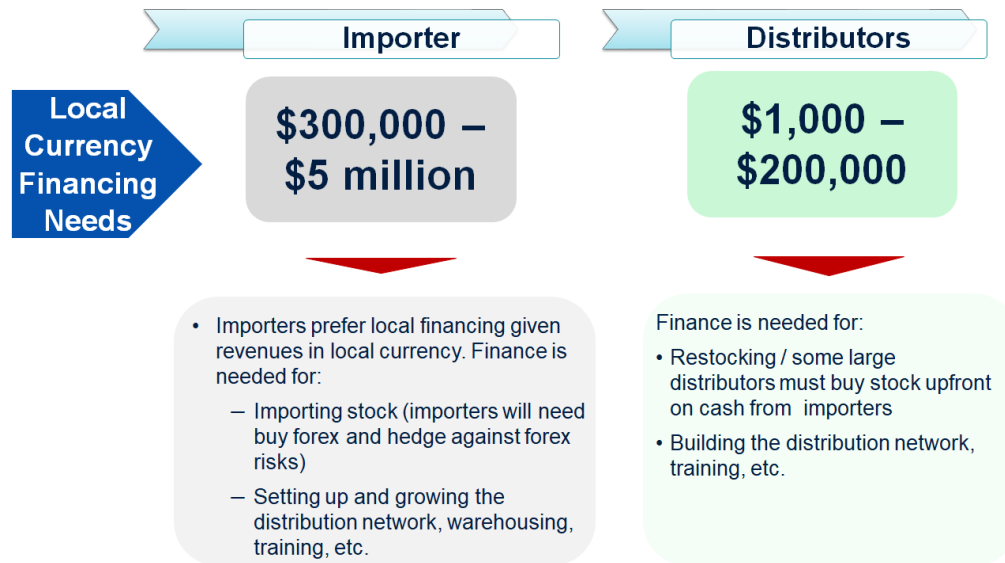 Importer
Distributors
Local
Currency
Financing
Needs
$300,000 –
$5 million
$1,000 –
$200,000
• Importers prefer local financing given
revenues in local currency. Finance is
needed for:
– Importing stock (importers will need
buy forex and hedge against forex
risks)
– Setting up and growing the
distribution network, warehousing,
training, etc.
Finance is needed for:
• Restocking / some large
distributors must buy stock upfront
on cash from importers
• Building the distribution network,
training, etc.